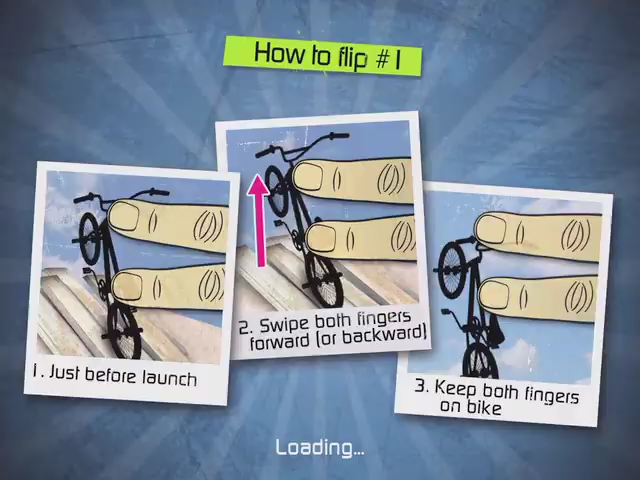 How to flip #1
1. Just before launch
2. Swipe both fingers
forward (or backward)
3. Keep both fingers
on bike
Loading...